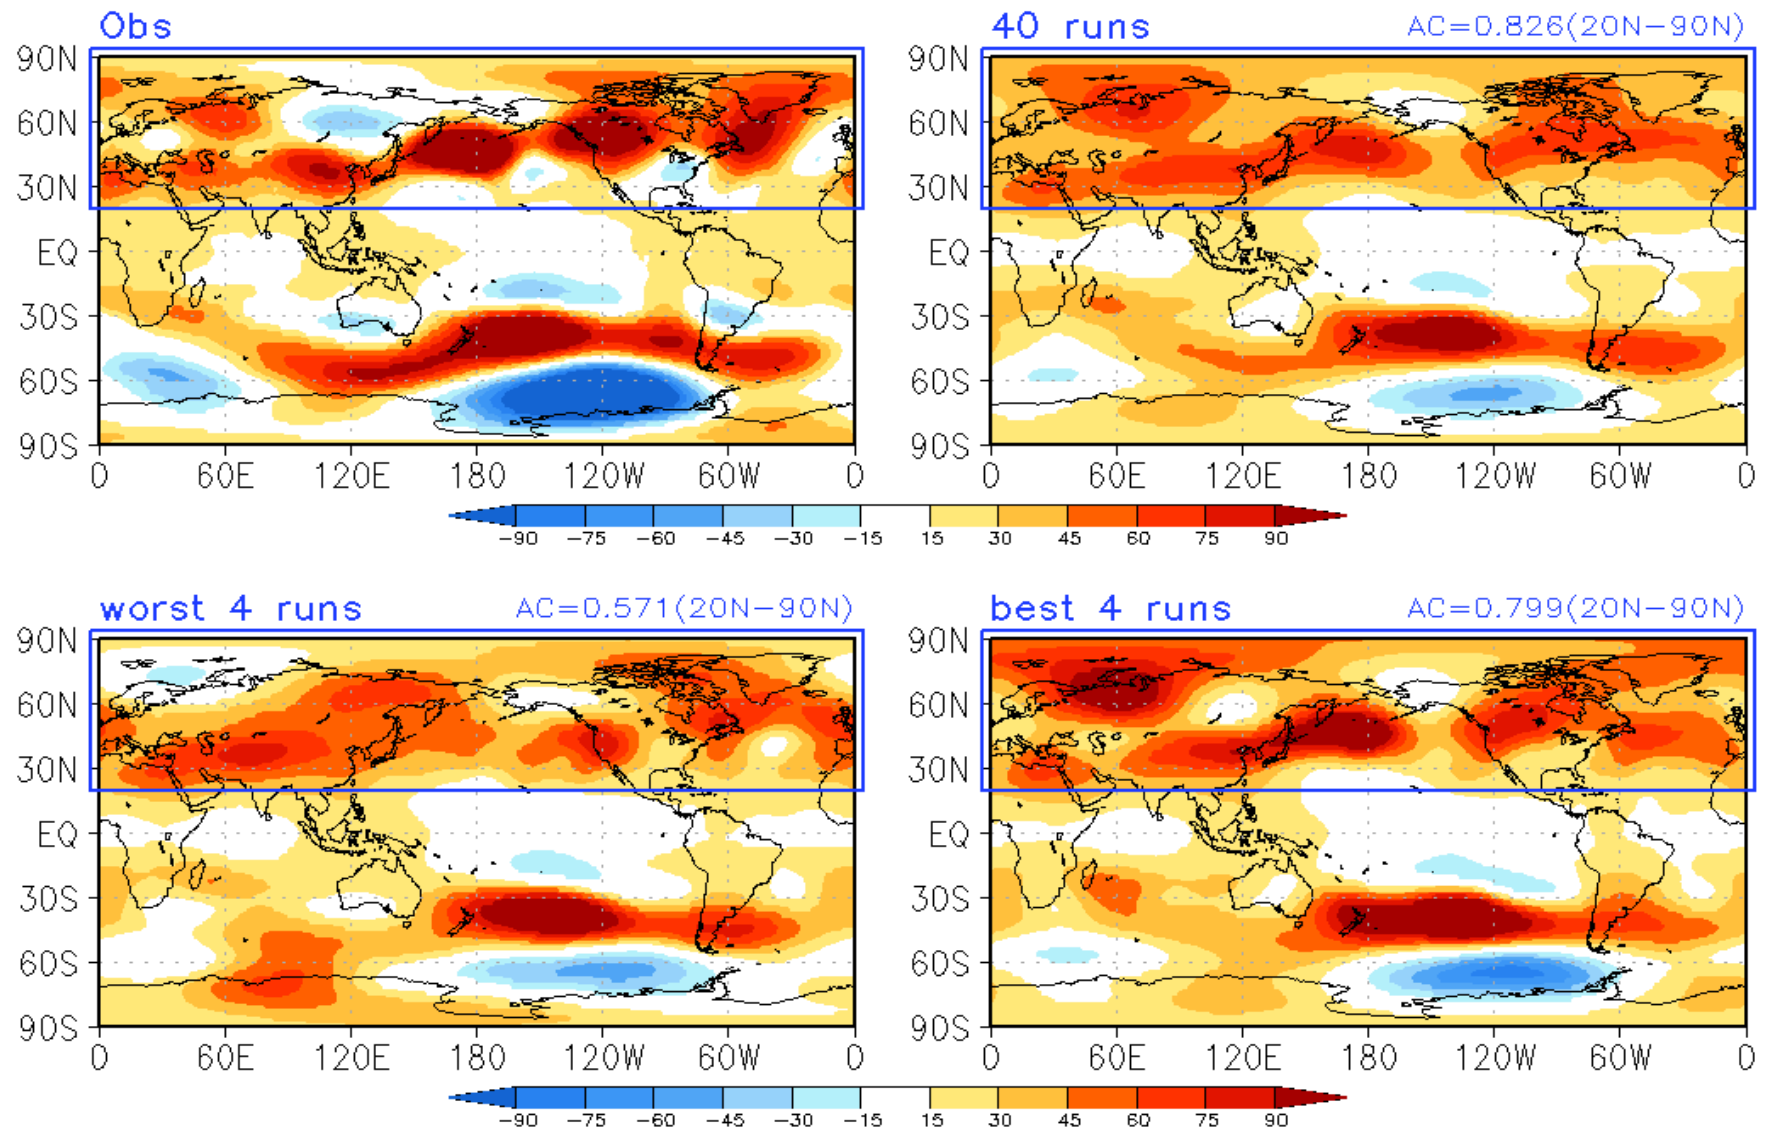 Obs
40 runs AC=0.826(20N−90N)
90N
60N
30N
EQ
30S
60S
90S
0 60E 120E 180 120W 60W 0
90N
60N
30N
EQ
30S
60S
90S
0 60E 120E 180 120W 60W 0
−90 −75 −60 −45 −30 −15 15 30 45 60 75 90
worst 4 runs AC=0.571(20N−90N)
best 4 runs AC=0.799(20N−90N)
90N
60N
30N
EQ
30S
60S
90S
0 60E 120E 180 120W 60W 0
90N
60N
30N
EQ
30S
60S
90S
0 60E 120E 180 120W 60W 0
−90 −75 −60 −45 −30 −15 15 30 45 60 75 90